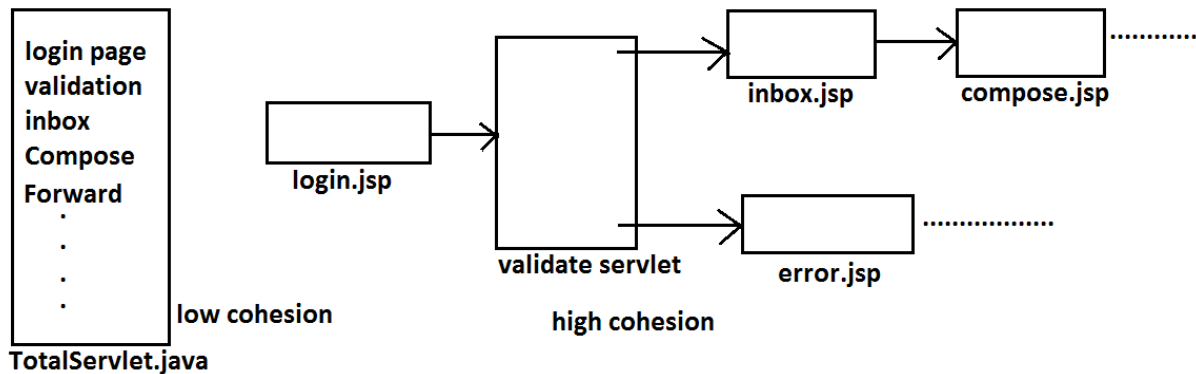 login page
validation
inbox
Compose
Forward
.
.
.
.
low cohesion
TotalServlet.java
login.jsp
validate servlet
inbox.jsp
compose.jsp
............
error.jsp
..................
high cohesion